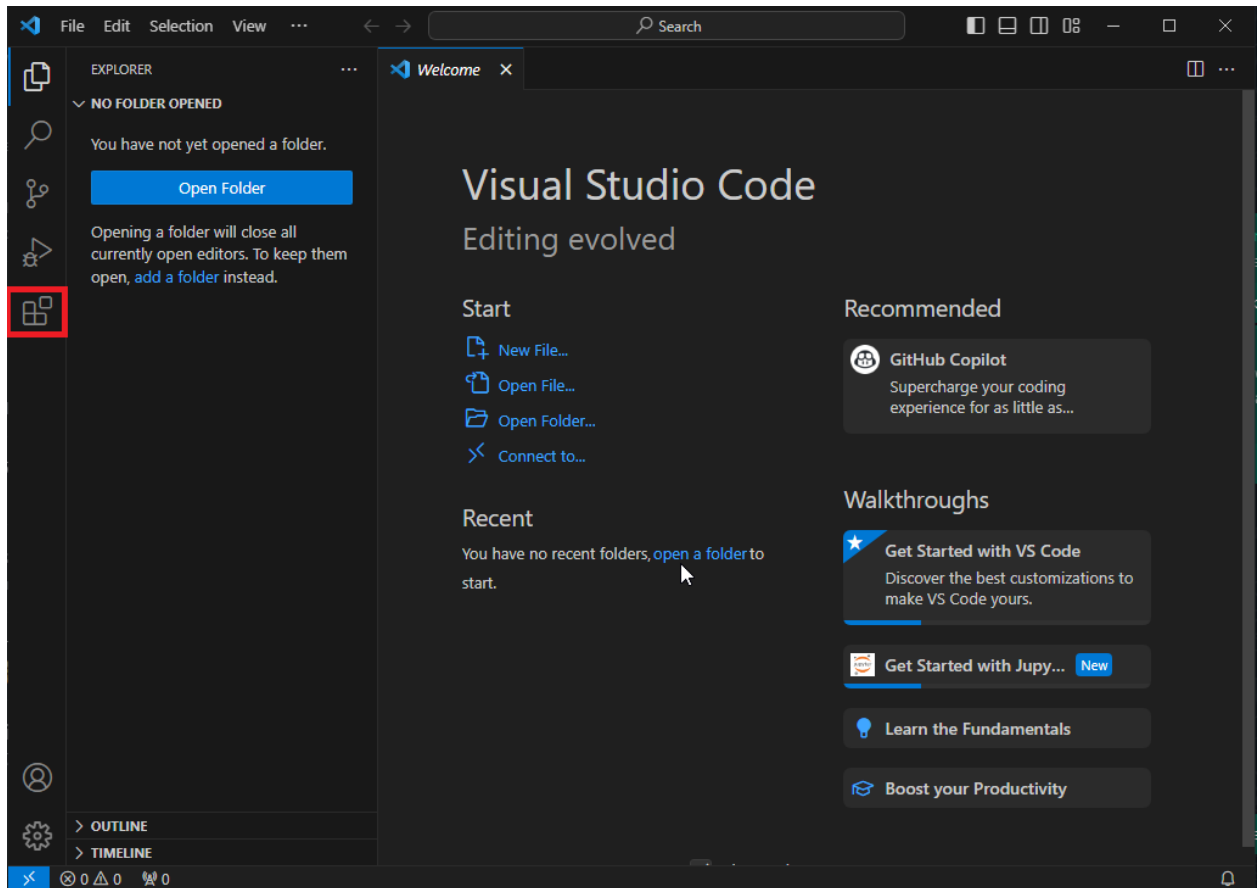 File Edit Selection View ···
Search
EXPLORER ···
NO FOLDER OPENED
You have not yet opened a folder.
Open Folder
Opening a folder will close all
currently open editors. To keep them
open, add a folder instead.
OUTLINE
TIMELINE
Welcome
Visual Studio Code
Editing evolved
Start
New File...
Open File...
Open Folder...
Connect to...
Recent
You have no recent folders, open a folder to
start.
Recommended
GitHub Copilot
Supercharge your coding
experience for as little as...
Walkthroughs
Get Started with VS Code
Discover the best customizations to
make VS Code yours.
Get Started with Jupy... New
Learn the Fundamentals
Boost your Productivity
0 0 0